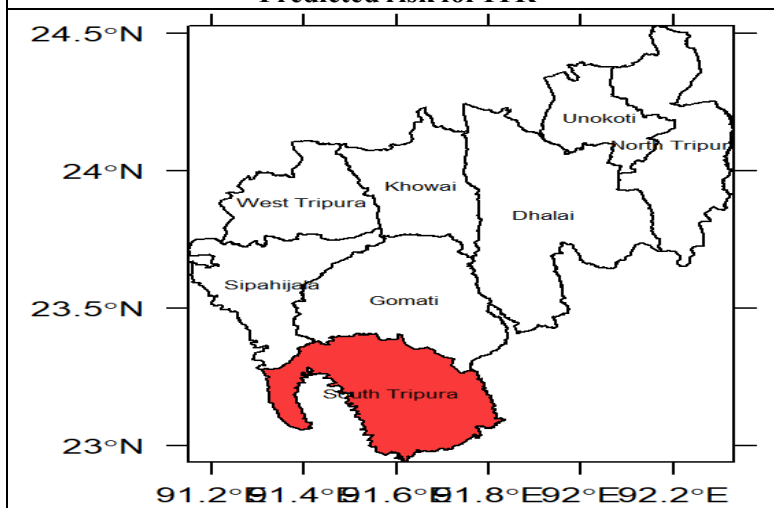 24.5°N
Unokoti
North Tripur
24°N
Khowai
West Tripura
Dhalai
Sipahijala
Gomati
23.5°N
South Tripura
23°N
91.2°E 91.4°E 91.6°E 91.8°E 92°E 92.2°E